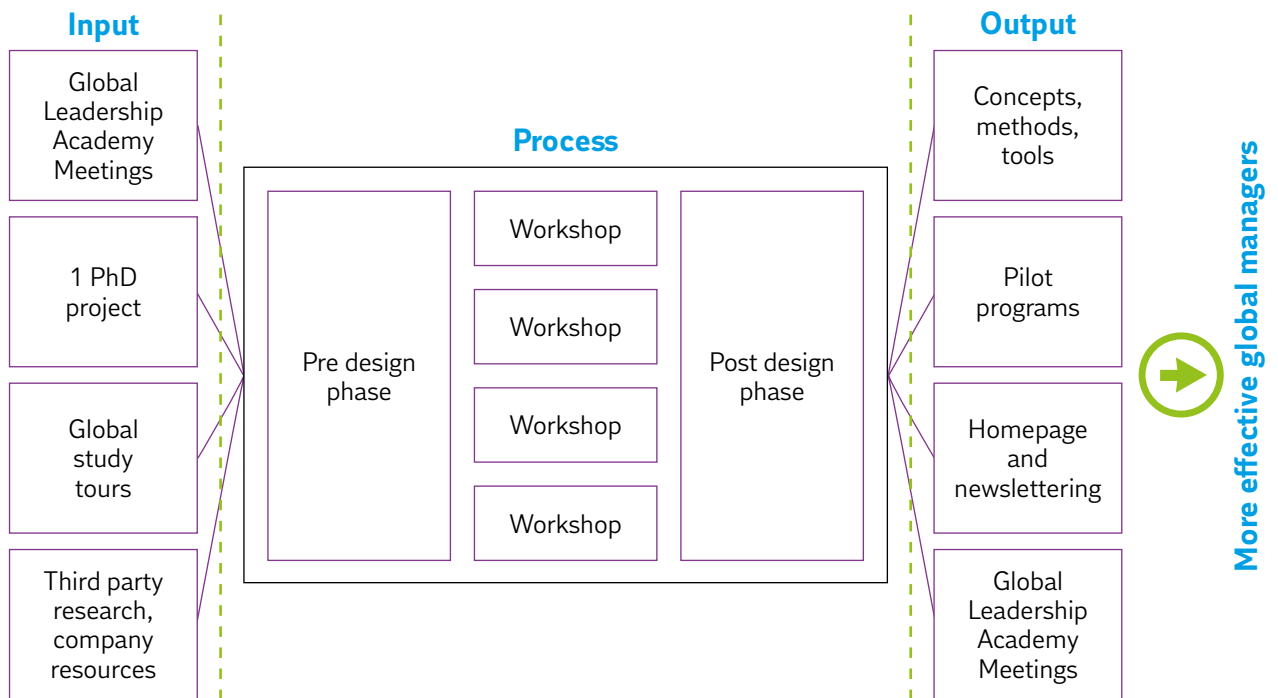 Input
Global
Leadership
Academy
Meetings
1 PhD
project
Global
study
tours
Third party
research,
company
resources
Process
Pre design
phase
Workshop
Workshop
Workshop
Workshop
Post design
phase
Output
Concepts,
methods,
tools
Pilot
programs
Homepage
and
newslettering
Global
Leadership
Academy
Meetings
More effective global managers